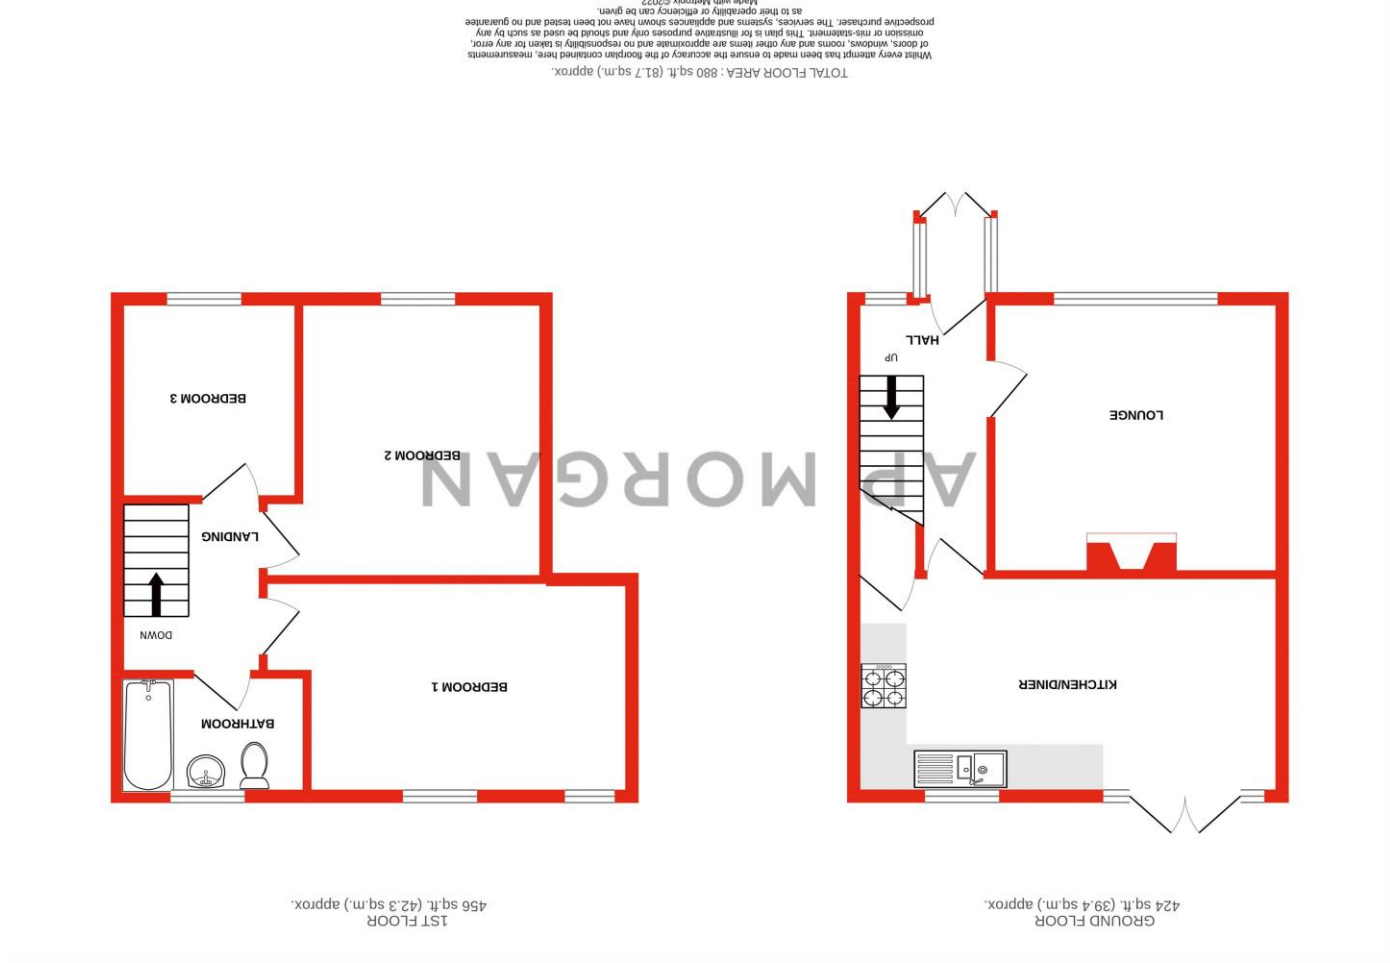 GROUND FLOOR
424 sq.ft. (39.4 sq.m.) approx.
1ST FLOOR
456 sq.ft. (42.3 sq.m.) approx.
KITCHEN/DINER
LOUNGE
UP
HALL
BATHROOM
BEDROOM 1
DOWN
LANDING
BEDROOM 2
BEDROOM 3
AP MORGAN
TOTAL FLOOR AREA : 880 sq.ft. (81.7 sq.m.) approx.
Whilst every attempt has been made to ensure the accuracy of the floorplan contained here, measurements
of doors, windows, rooms and any other items are approximate and no responsibility is taken for any error,
omission or mis-statement. This plan is for illustrative purposes only and should be used as such by any
prospective purchaser. The services, systems and appliances shown have not been tested and no guarantee
as to their operability or efficiency can be given.
Made with Metropix ©2022